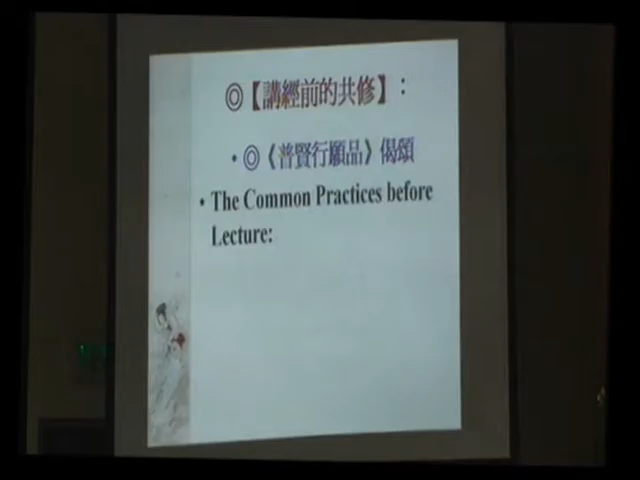 ◎【講經前的共修】：
• ◎《普賢行願品》偈頌
• The Common Practices before
Lecture: